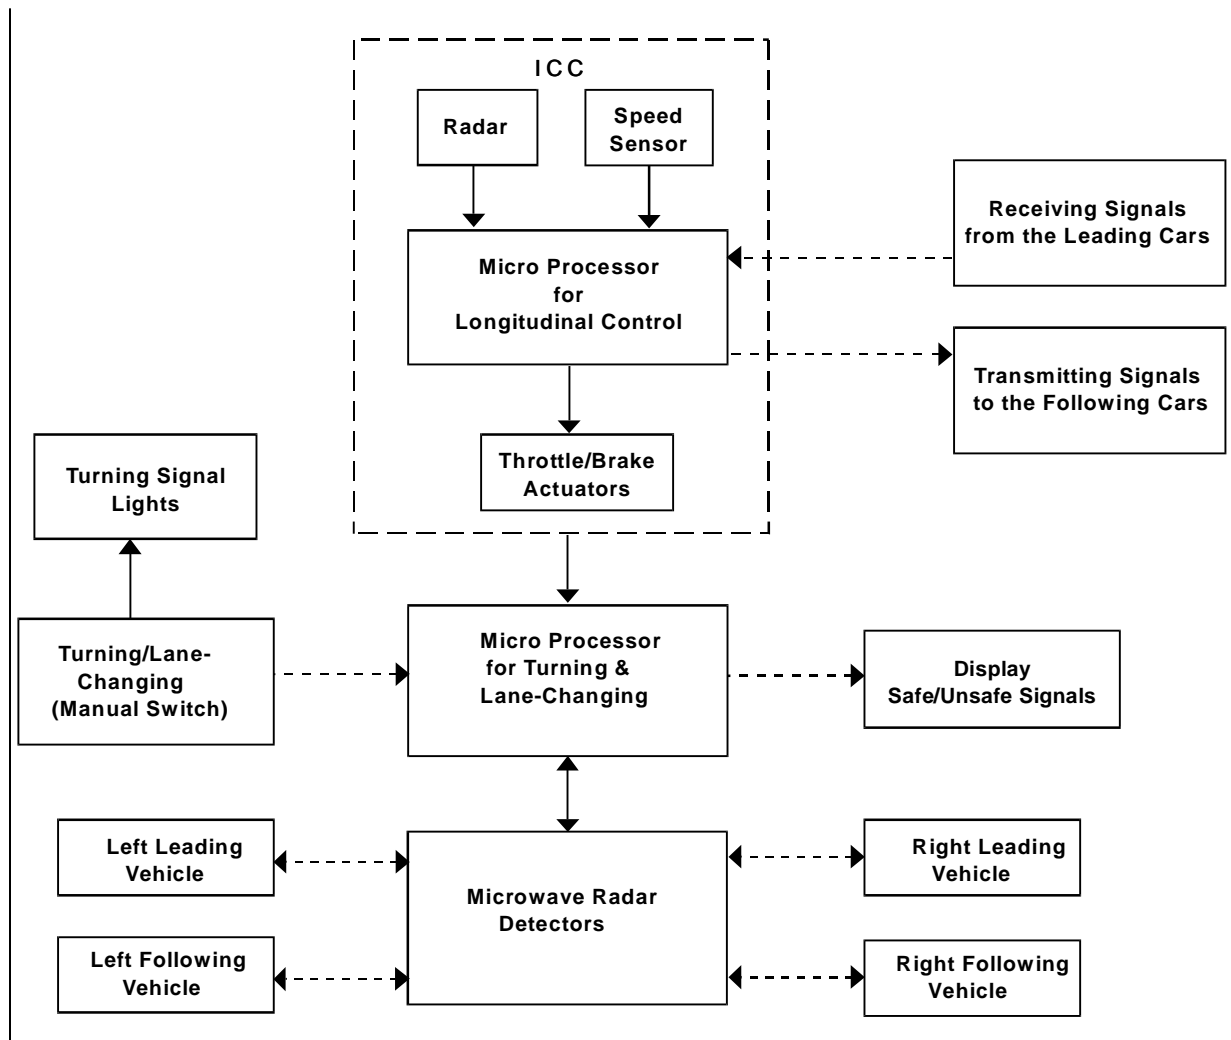 ICC
Radar
Speed
Sensor
Receiving Signals
from the Leading Cars
Micro Processor
for
Longitudinal Control
Transmitting Signals
to the Following Cars
Throttle/Brake
Actuators
Turning Signal
Lights
Turning/Lane-
Changing
(Manual Switch)
Micro Processor
for Turning &
Lane-Changing
Display
Safe/Unsafe Signals
Left Leading
Vehicle
Microwave Radar
Detectors
Right Leading
Vehicle
Left Following
Vehicle
Right Following
Vehicle